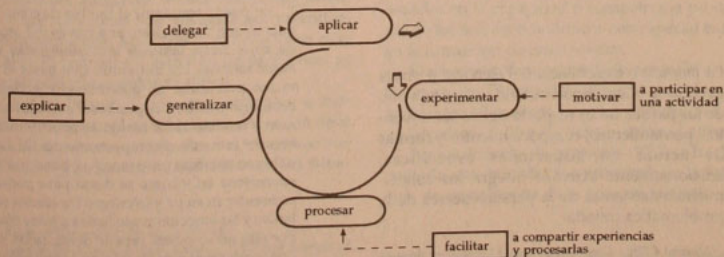 delegar
aplicar
explicar
generalizar
experimentar
motivar
a participar en
una actividad
procesar
facilitar
a compartir experiencias
y procesarlas